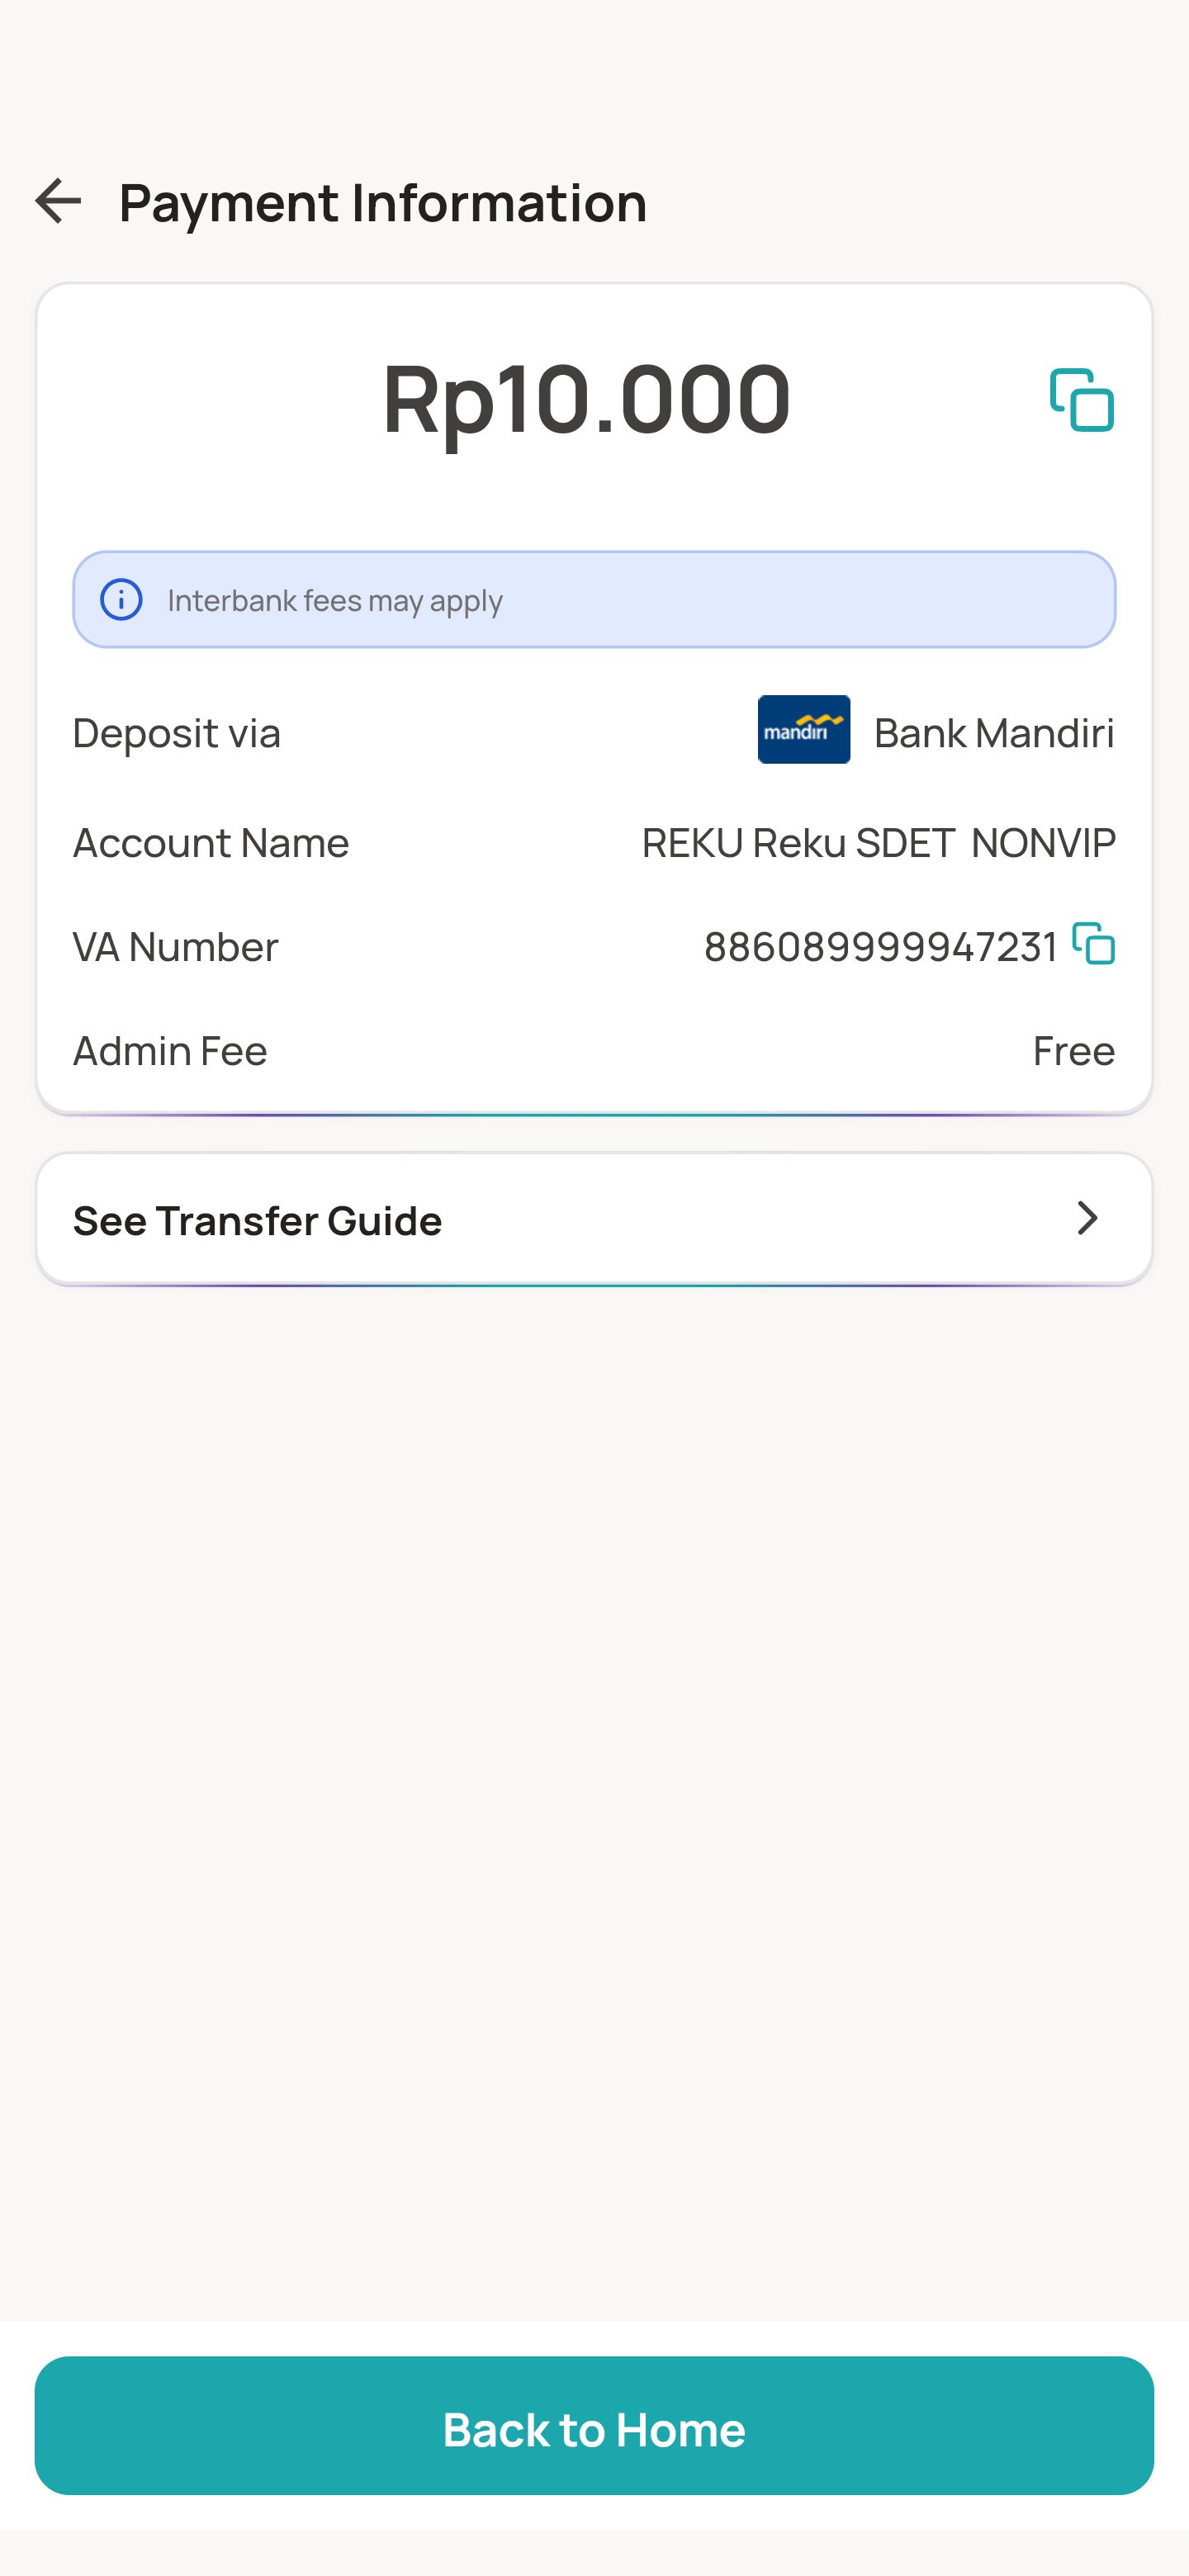 Payment Information
Rp10.000
Interbank fees may apply
Deposit via mandiri Bank Mandiri
Account Name REKU Reku SDET  NONVIP
VA Number 886089999947231
Admin Fee Free
See Transfer Guide
Back to Home